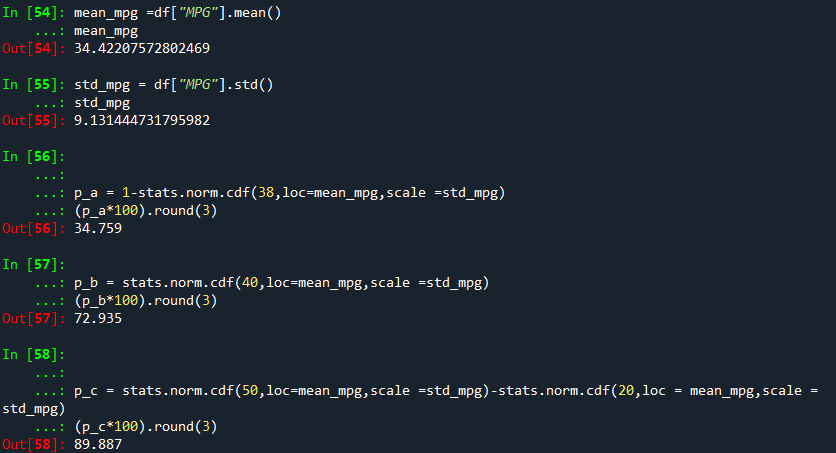 In [54]: mean_mpg =df["MPG"].mean()
...: mean_mpg
Out[54]: 34.42207572802469
In [55]: std_mpg = df["MPG"].std()
...: std_mpg
Out[55]: 9.131444731795982
In [56]:
...:
...: p_a = 1-stats.norm.cdf(38,loc=mean_mpg,scale =std_mpg)
...: (p_a*100).round(3)
Out[56]: 34.759
In [57]:
...: p_b = stats.norm.cdf(40,loc=mean_mpg,scale =std_mpg)
...: (p_b*100).round(3)
Out[57]: 72.935
In [58]:
...:
...: p_c = stats.norm.cdf(50,loc=mean_mpg,scale =std_mpg)-stats.norm.cdf(20,loc = mean_mpg,scale =
std_mpg)
...: (p_c*100).round(3)
Out[58]: 89.887